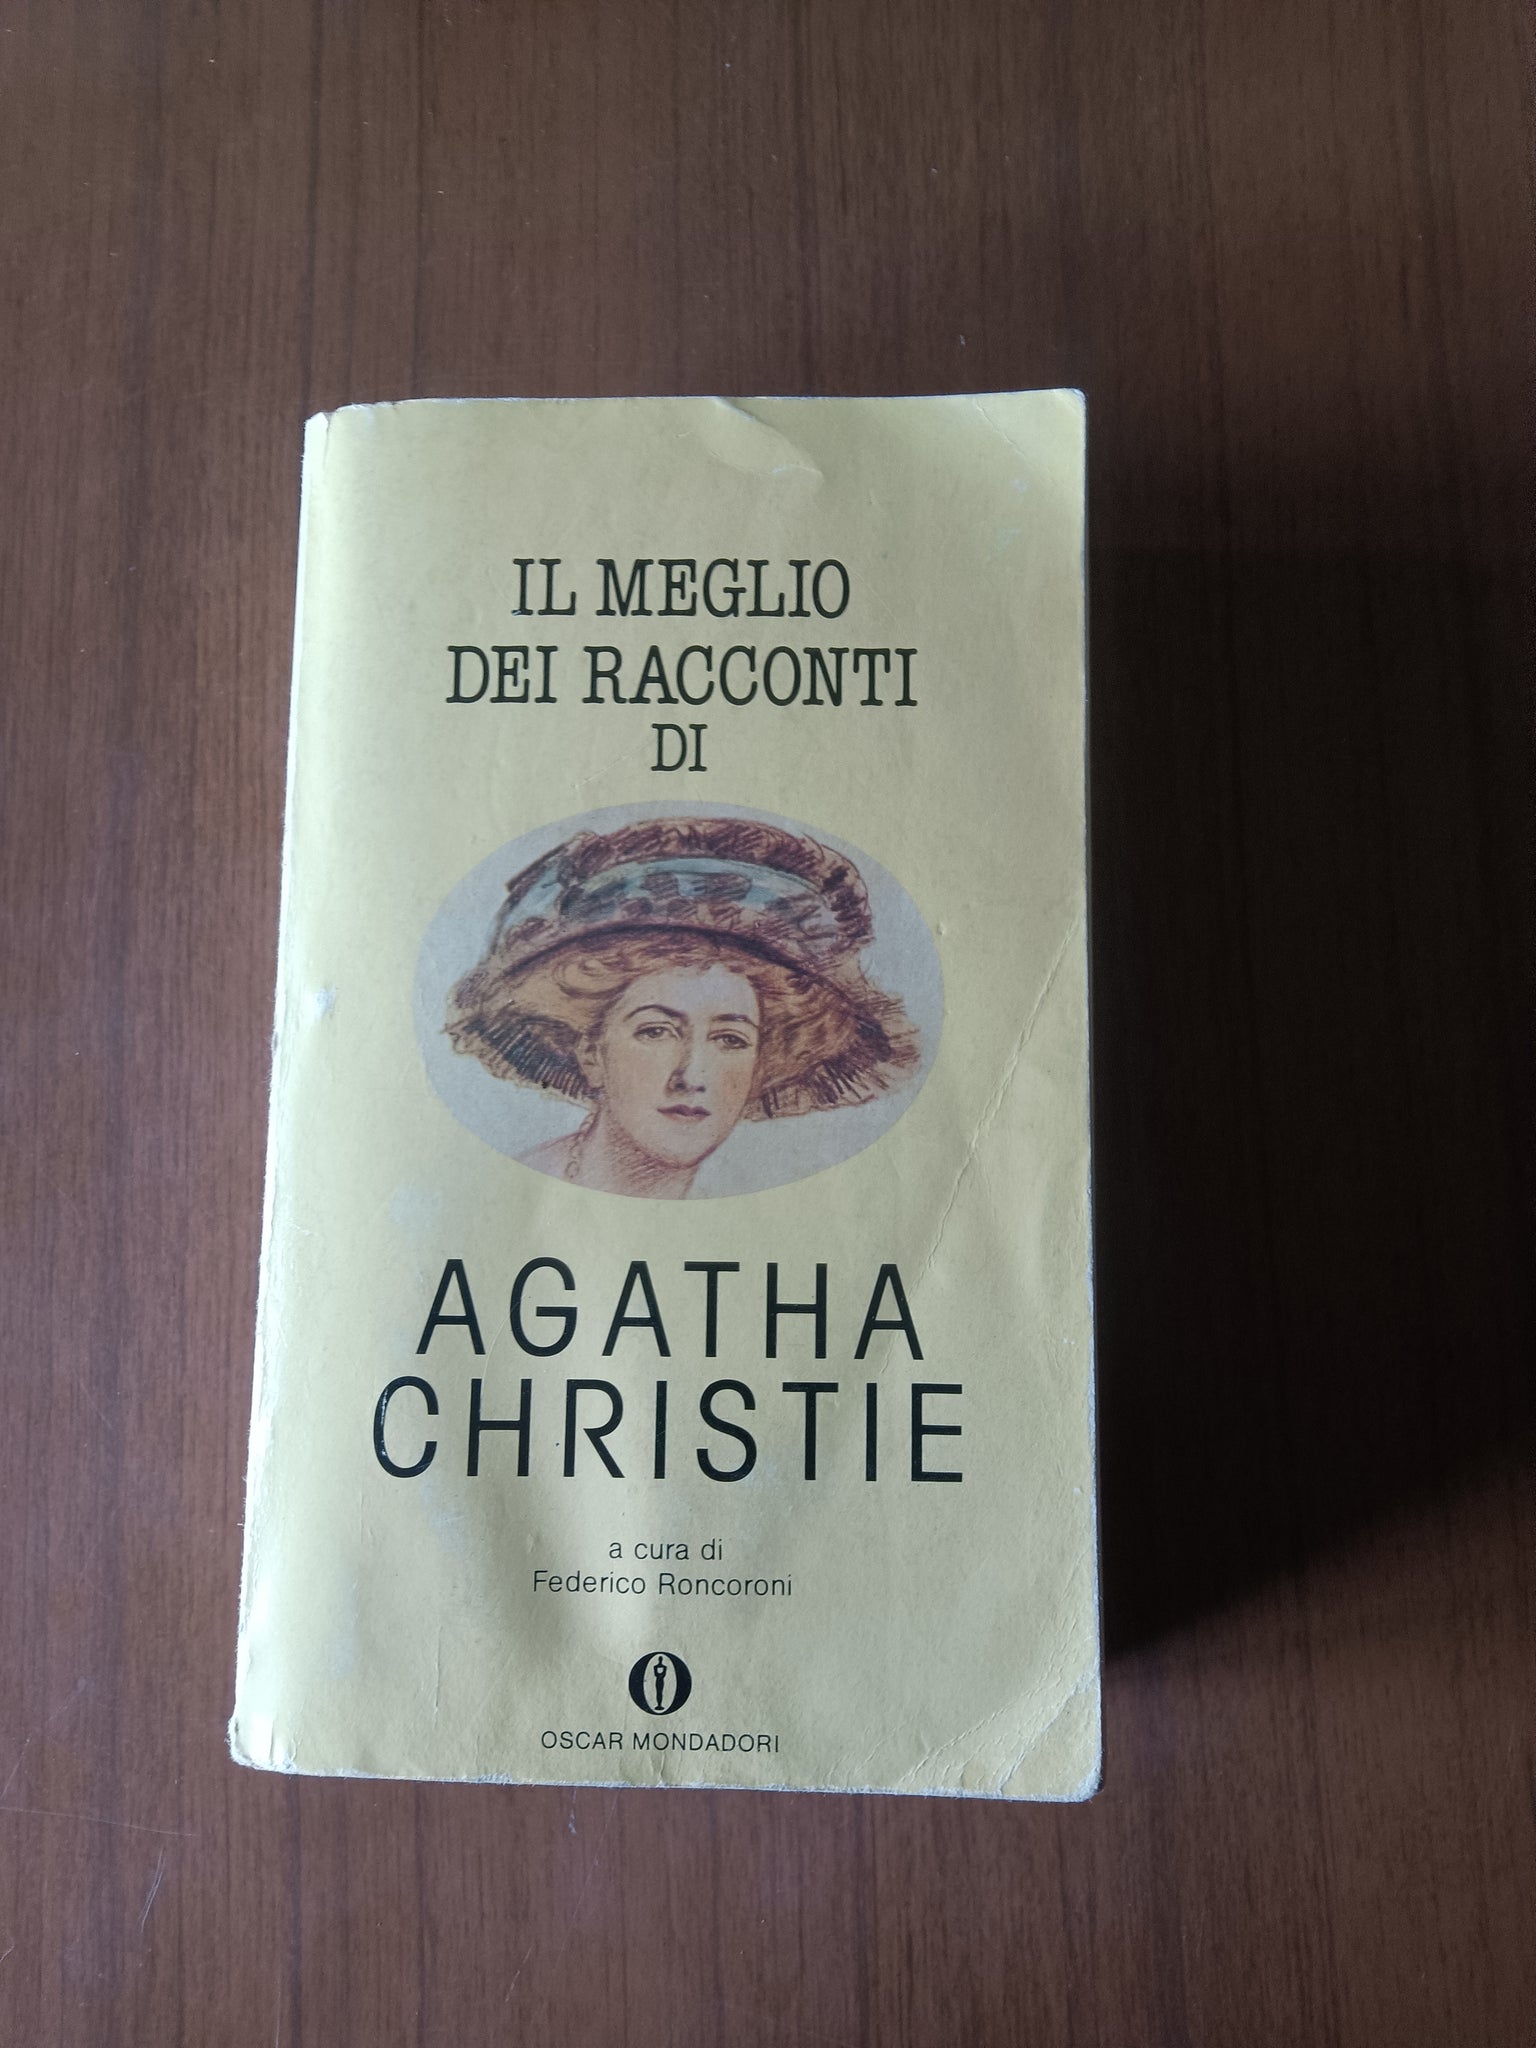 IL MEGLIO
DEI RACCONTI
DI
AGATHA
CHRISTIE
a cura di
Federico Roncoroni
OSCAR MONDADORI